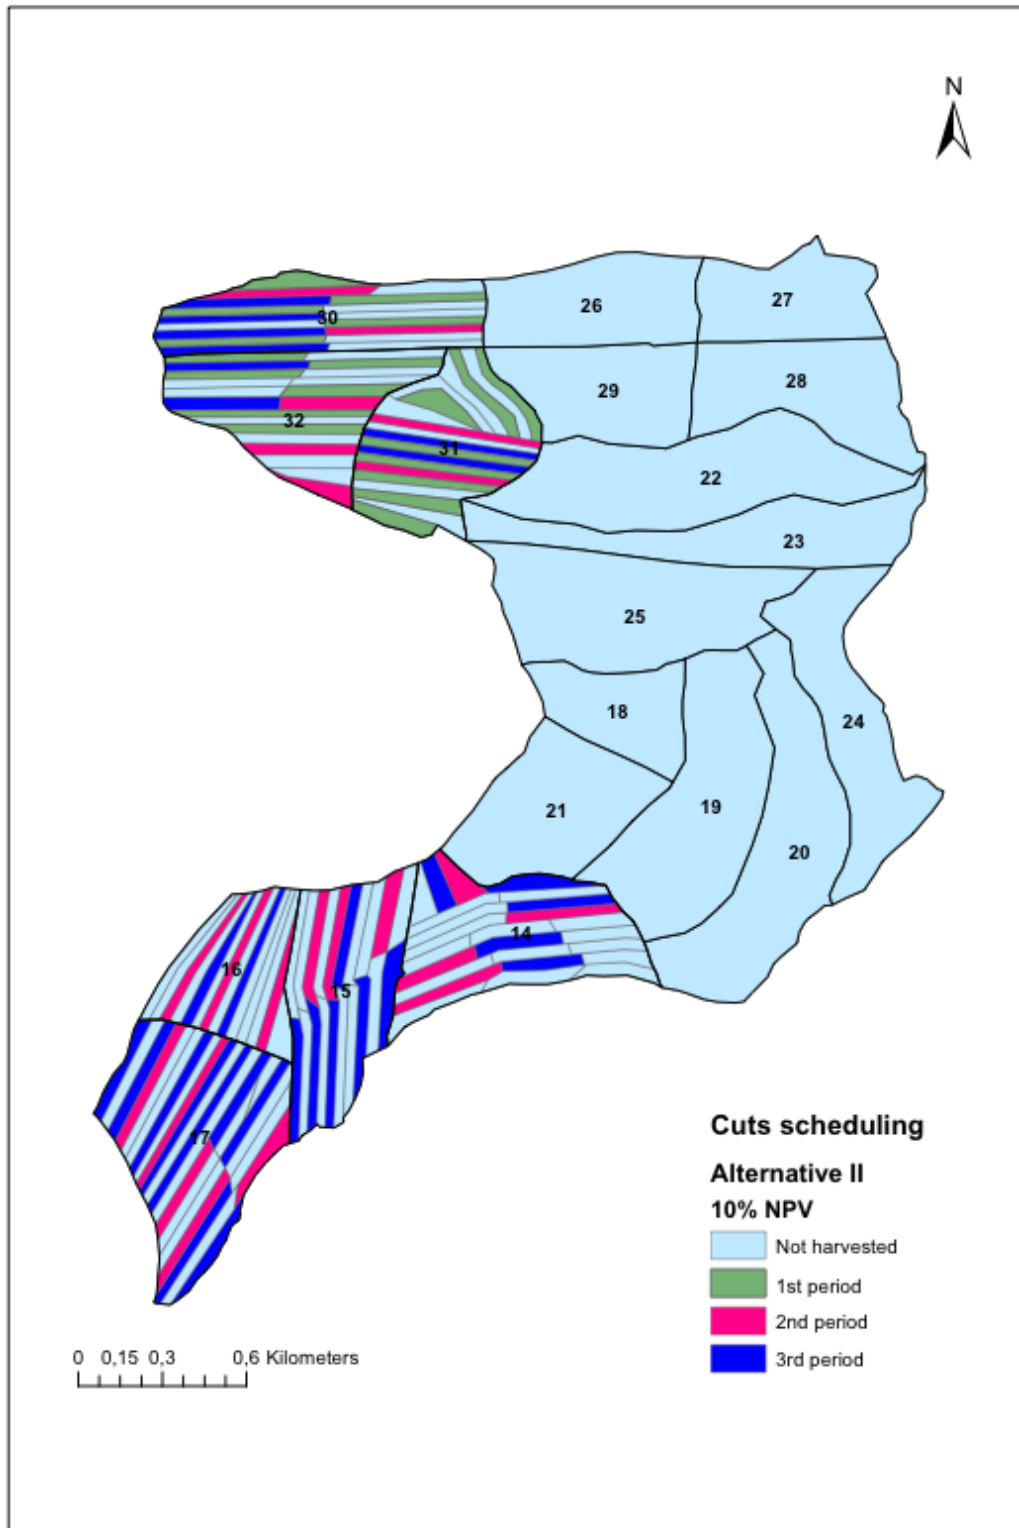 N
26
27
30
29
28
32
31
22
23
25
18
24
21
19
20
14
16
15
17
Cuts scheduling
Alternative II
10% NPV
Not harvested
1st period
2nd period
3rd period
0 0,15 0,3 0,6 Kilometers